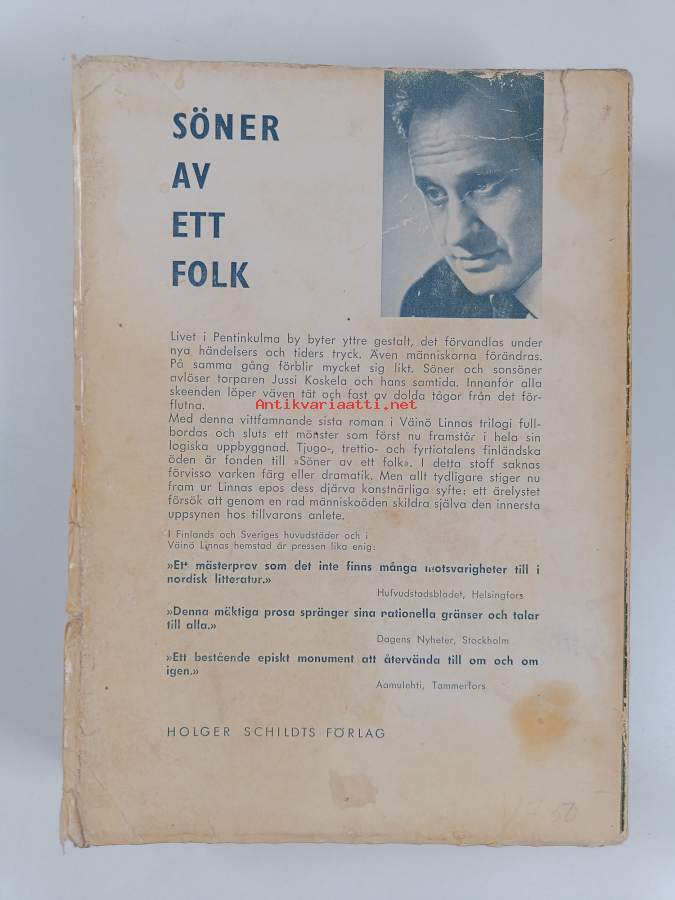 SÖNER
AV
ETT
FOLK
Livet i Pentinkulma by byter yttre gestalt, det förvandlas under
nya händelsers och tiders tryck. Även människorna förändras.
På samma gång förblir mycket sig likt. Söner och sonsöner
avlöser torparen Jussi Koskela och hans samtida. Innanför alla
skeenden löper väven tät och fast av dolda tågor från det för-
flutna.
Antikvariaatti.net
Med denna vittfamnande sista roman i Väinö Linnas trilogi full-
bordas och sluts ett mönster som först nu framstår i hela sin
logiska uppbyggnad. Tjugo-, trettio- och fyrtiotalens finländska
öden är fonden till »Söner av ett folk». I detta stoff saknas
förvisso varken färg eller dramatik. Men allt tydligare stiger nu
fram ur Linnas epos dess djärva konstnärliga syfte: ett ärelystet
försök att genom en rad människoöden skildra själva den innersta
uppsynen hos tillvarons anlete.
I Finlands och Sveriges huvudstäder och i
Väinö Linnas hemstad är pressen lika enig:
»Ett mästerprov som det inte finns många motsvarigheter till i
nordisk litteratur.»
Hufvudstadsbladet, Helsingfors
»Denna mäktiga prosa spränger sina nationella gränser och talar
till alla.»
Dagens Nyheter, Stockholm
»Ett bestående episkt monument att återvända till om och om
igen.»
Aamulehti, Tammerfors
HOLGER SCHILDTS FÖRLAG